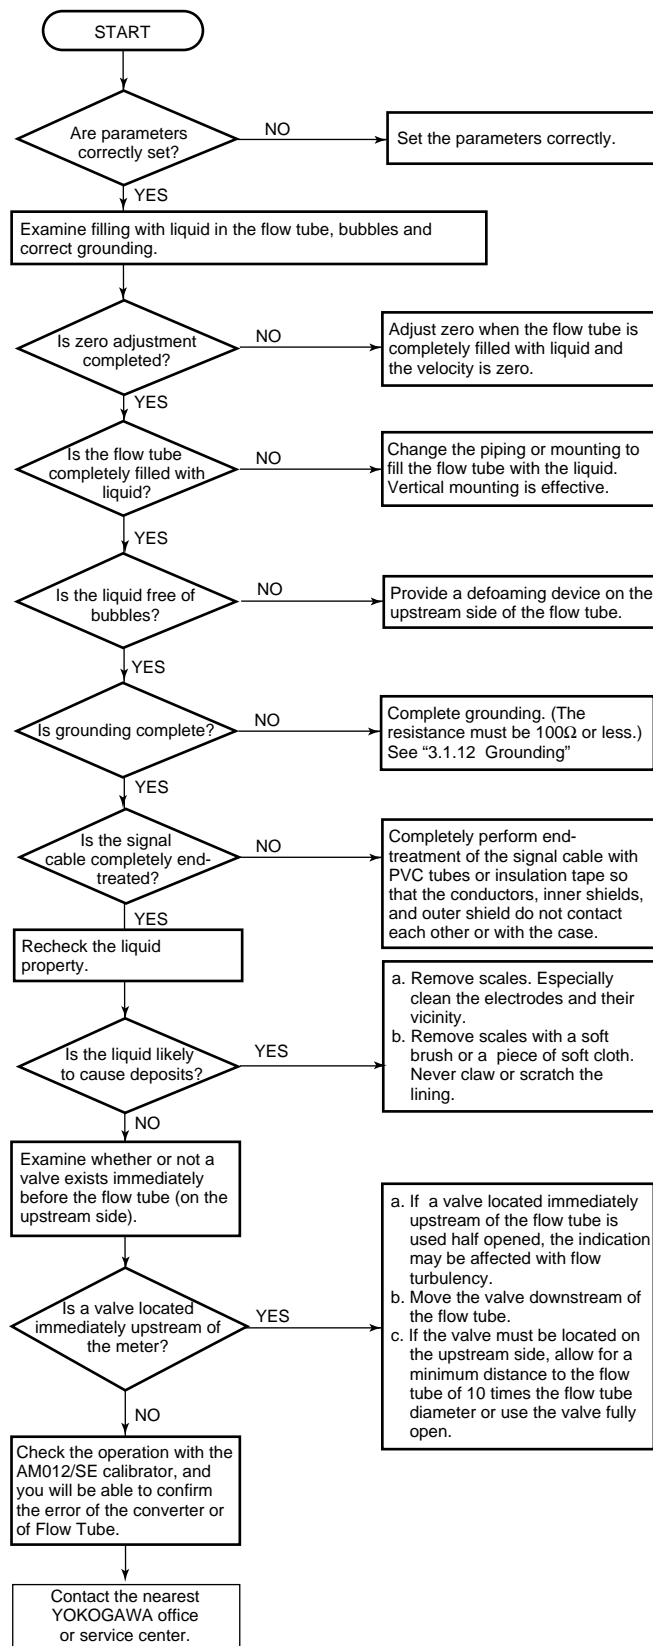 START
Are parameters
correctly set?
NO
Set the parameters correctly.
YES
Examine filling with liquid in the flow tube, bubbles and
correct grounding.
Is zero adjustment
completed?
NO
Adjust zero when the flow tube is
completely filled with liquid and
the velocity is zero.
YES
Is the flow tube
completely filled with
liquid?
NO
Change the piping or mounting to
fill the flow tube with the liquid.
Vertical mounting is effective.
YES
Is the liquid free of
bubbles?
NO
Provide a defoaming device on the
upstream side of the flow tube.
YES
Is grounding complete?
NO
Complete grounding. (The
resistance must be 100Ω or less.)
See “3.1.12 Grounding”
YES
Is the signal
cable completely end-
treated?
NO
Completely perform end-
treatment of the signal cable with
PVC tubes or insulation tape so
that the conductors, inner shields,
and outer shield do not contact
each other or with the case.
YES
Recheck the liquid
property.
Is the liquid likely
to cause deposits?
YES
a. Remove scales. Especially
clean the electrodes and their
vicinity.
b. Remove scales with a soft
brush or a piece of soft cloth.
Never claw or scratch the
lining.
NO
Examine whether or not a
valve exists immediately
before the flow tube (on the
upstream side).
Is a valve located
immediately upstream of
the meter?
YES
a. If a valve located immediately
upstream of the flow tube is
used half opened, the indication
may be affected with flow
turbulency.
b. Move the valve downstream of
the flow tube.
c. If the valve must be located on
the upstream side, allow for a
minimum distance to the flow
tube of 10 times the flow tube
diameter or use the valve fully
open.
NO
Check the operation with the
AM012/SE calibrator, and
you will be able to confirm
the error of the converter or
of Flow Tube.
Contact the nearest
YOKOGAWA office
or service center.